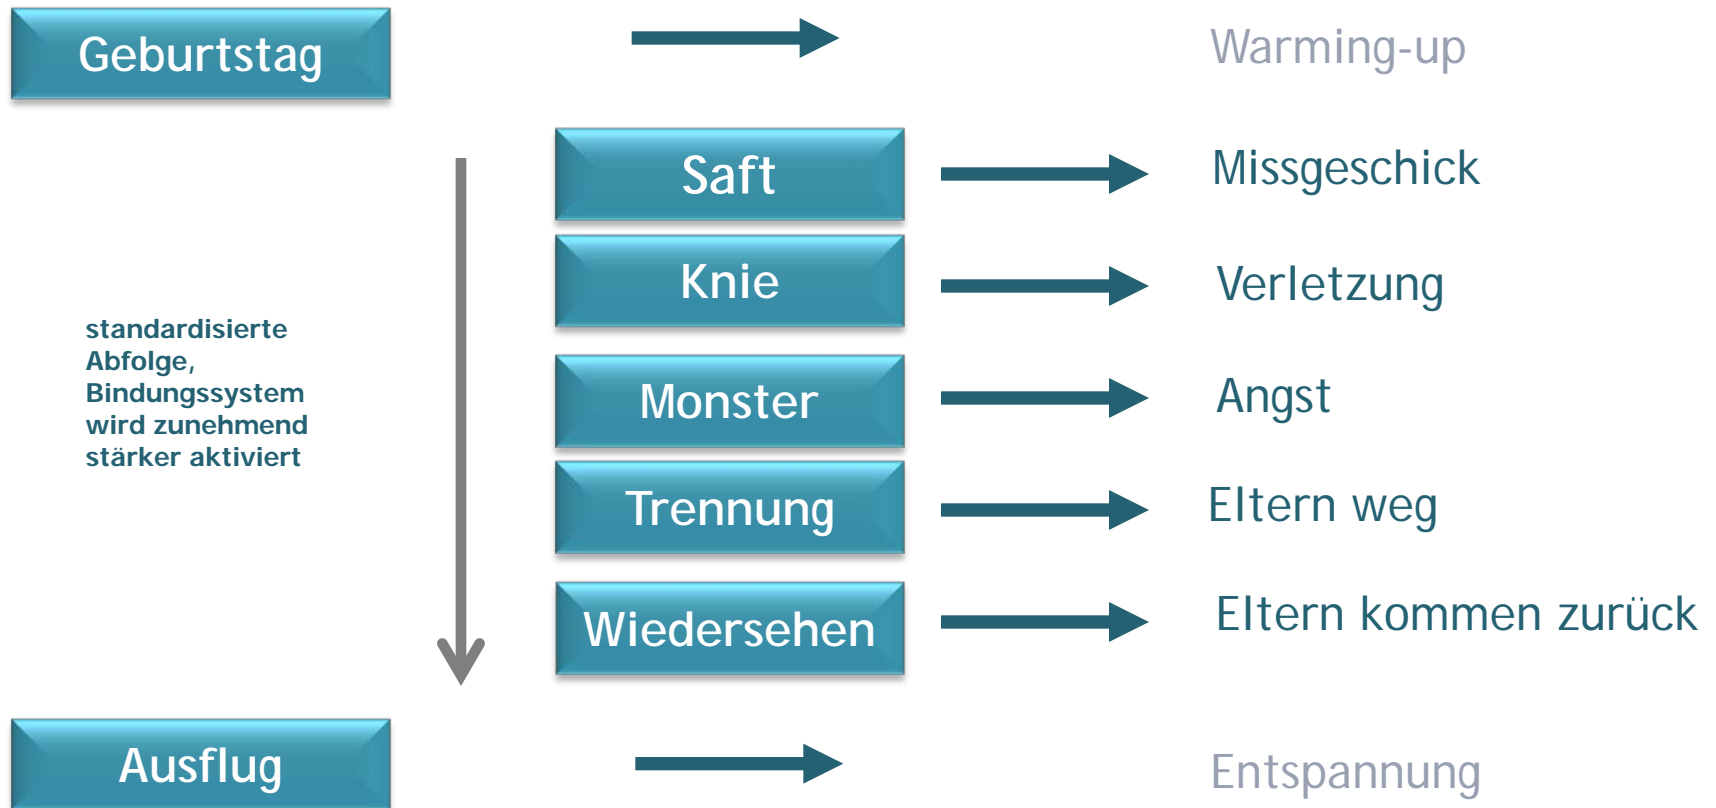 Geburtstag
Warming-up
Saft
Missgeschick
Knie
Verletzung
standardisierte
Abfolge,
Bindungssystem
wird zunehmend
stärker aktiviert
Monster
Angst
Trennung
Eltern weg
Wiedersehen
Eltern kommen zurück
Ausflug
Entspannung